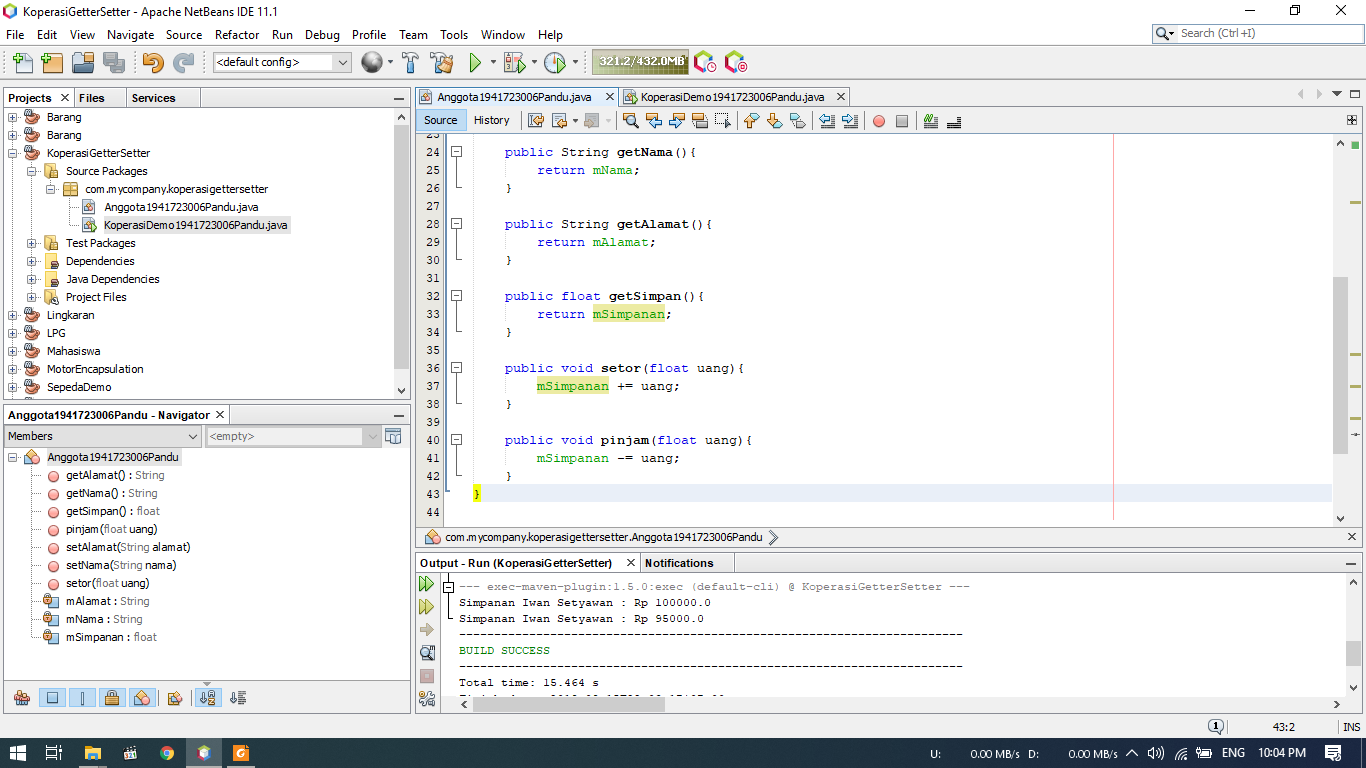 KoperasiGetterSetter - Apache NetBeans IDE 11.1
File Edit View Navigate Source Refactor Run Debug Profile Team Tools Window Help
Search (Ctrl+I)
<default config>
321.2/432.0MB
Projects Files Services
Barang
Barang
KoperasiGetterSetter
Source Packages
com.mycompany.koperasigettersetter
Anggota1941723006Pandu.java
KoperasiDemo1941723006Pandu.java
Test Packages
Dependencies
Java Dependencies
Project Files
Lingkaran
LPG
Mahasiswa
MotorEncapsulation
SepedaDemo
Anggota1941723006Pandu - Navigator
Members <empty>
Anggota1941723006Pandu
getAlamat() : String
getNama() : String
getSimpan() : float
pinjam(float uang)
setAlamat(String alamat)
setNama(String nama)
setor(float uang)
mAlamat : String
mNama : String
mSimpanan : float
Anggota1941723006Pandu.java KoperasiDemo1941723006Pandu.java
Source History
23
24 public String getNama(){
25 return mNama;
26 }
27
28 public String getAlamat(){
29 return mAlamat;
30 }
31
32 public float getSimpan(){
33 return mSimpanan;
34 }
35
36 public void setor(float uang){
37 mSimpanan += uang;
38 }
39
40 public void pinjam(float uang){
41 mSimpanan -= uang;
42 }
43 }
44
com.mycompany.koperasigettersetter.Anggota1941723006Pandu
Output - Run (KoperasiGetterSetter) Notifications
--- exec-maven-plugin:1.5.0:exec (default-cli) @ KoperasiGetterSetter ---
Simpanan Iwan Setyawan : Rp 100000.0
Simpanan Iwan Setyawan : Rp 95000.0
------------------------------------------------------------------------
BUILD SUCCESS
------------------------------------------------------------------------
Total time: 15.464 s
1 43:2 INS
U: 0.00 MB/s D: 0.00 MB/s ENG 10:04 PM